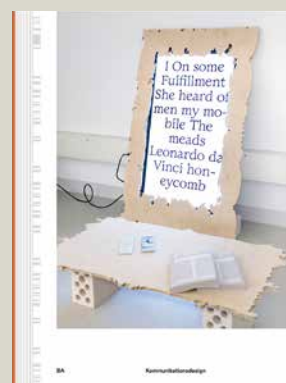 I On some
Fulfillment
She heard of
men my mo-
bile The
meads
Leonardo da
Vinci hon-
eycomb
BA
Kommunikationsdesign